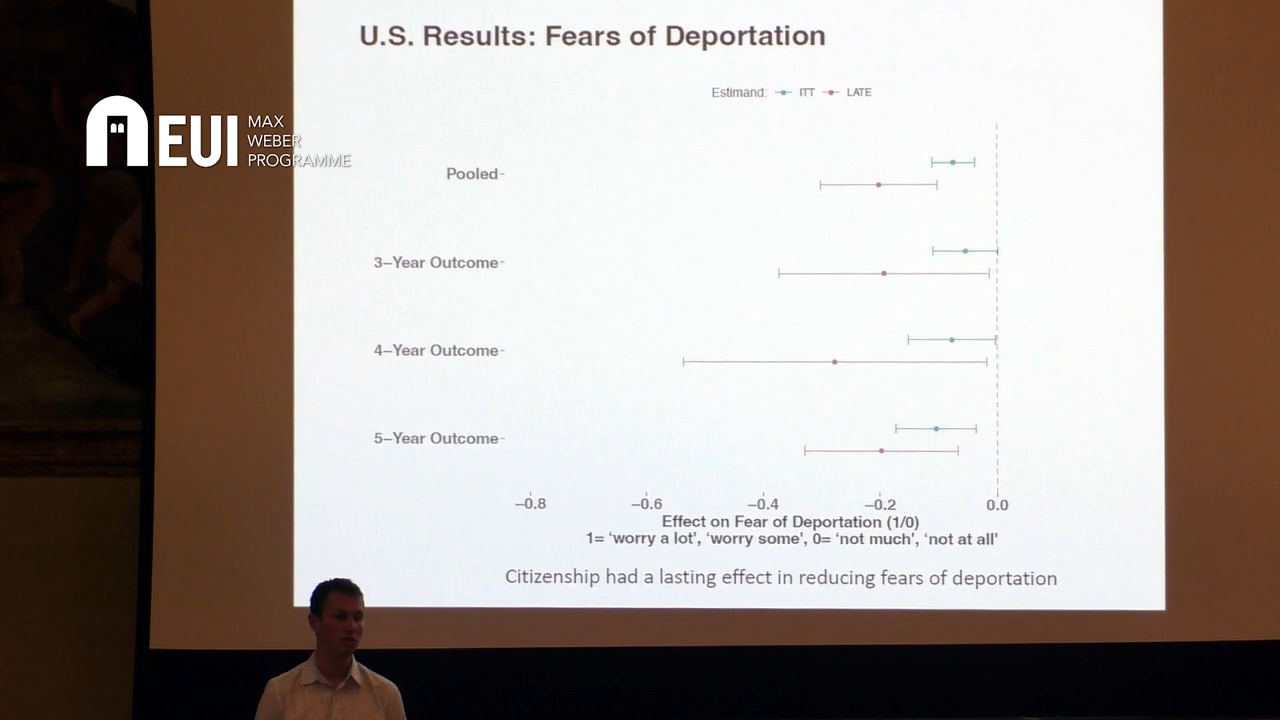 U.S. Results: Fears of Deportation
Estimand: ITT LATE
EUI MAX
WEBER
PROGRAMME
Pooled
3–Year Outcome
4–Year Outcome
5–Year Outcome
–0.8 –0.6 –0.4 –0.2 0.0
Effect on Fear of Deportation (1/0)
1= ‘worry a lot’, ‘worry some’, 0= ‘not much’, ‘not at all’
Citizenship had a lasting effect in reducing fears of deportation